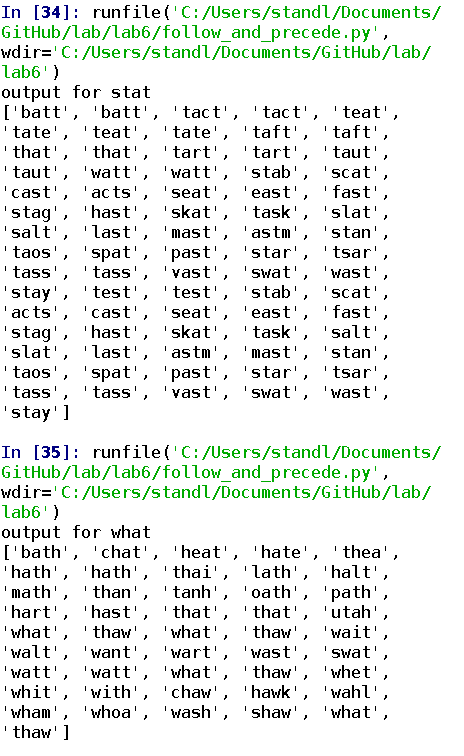 In [34]: runfile('C:/Users/standl/Documents/
GitHub/lab/lab6/follow_and_precede.py',
wdir='C:/Users/standl/Documents/GitHub/lab/
lab6')
output for stat
['batt', 'batt', 'tact', 'tact', 'teat',
'tate', 'teat', 'tate', 'taft', 'taft',
'that', 'that', 'tart', 'tart', 'taut',
'taut', 'watt', 'watt', 'stab', 'scat',
'cast', 'acts', 'seat', 'east', 'fast',
'stag', 'hast', 'skat', 'task', 'slat',
'salt', 'last', 'mast', 'astm', 'stan',
'taos', 'spat', 'past', 'star', 'tsar',
'tass', 'tass', 'vast', 'swat', 'wast',
'stay', 'test', 'test', 'stab', 'scat',
'acts', 'cast', 'seat', 'east', 'fast',
'stag', 'hast', 'skat', 'task', 'salt',
'slat', 'last', 'astm', 'mast', 'stan',
'taos', 'spat', 'past', 'star', 'tsar',
'tass', 'tass', 'vast', 'swat', 'wast',
'stay']
In [35]: runfile('C:/Users/standl/Documents/
GitHub/lab/lab6/follow_and_precede.py',
wdir='C:/Users/standl/Documents/GitHub/lab/
lab6')
output for what
['bath', 'chat', 'heat', 'hate', 'thea',
'hath', 'hath', 'thai', 'lath', 'halt',
'math', 'than', 'tanh', 'oath', 'path',
'hart', 'hast', 'that', 'that', 'utah',
'what', 'thaw', 'what', 'thaw', 'wait',
'walt', 'want', 'wart', 'wast', 'swat',
'watt', 'watt', 'what', 'thaw', 'whet',
'whit', 'with', 'chaw', 'hawk', 'wahl',
'wham', 'whoa', 'wash', 'shaw', 'what',
'thaw']